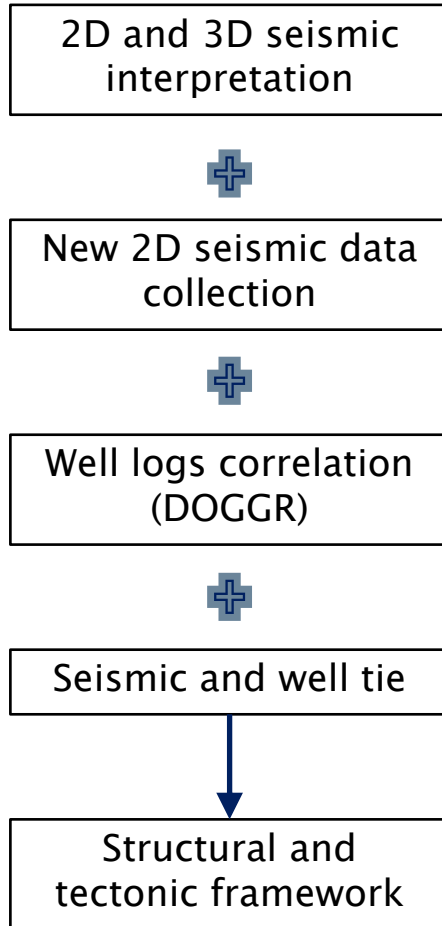 2D and 3D seismic
interpretation
New 2D seismic data
collection
Well logs correlation
(DOGGR)
Seismic and well tie
Structural and
tectonic framework